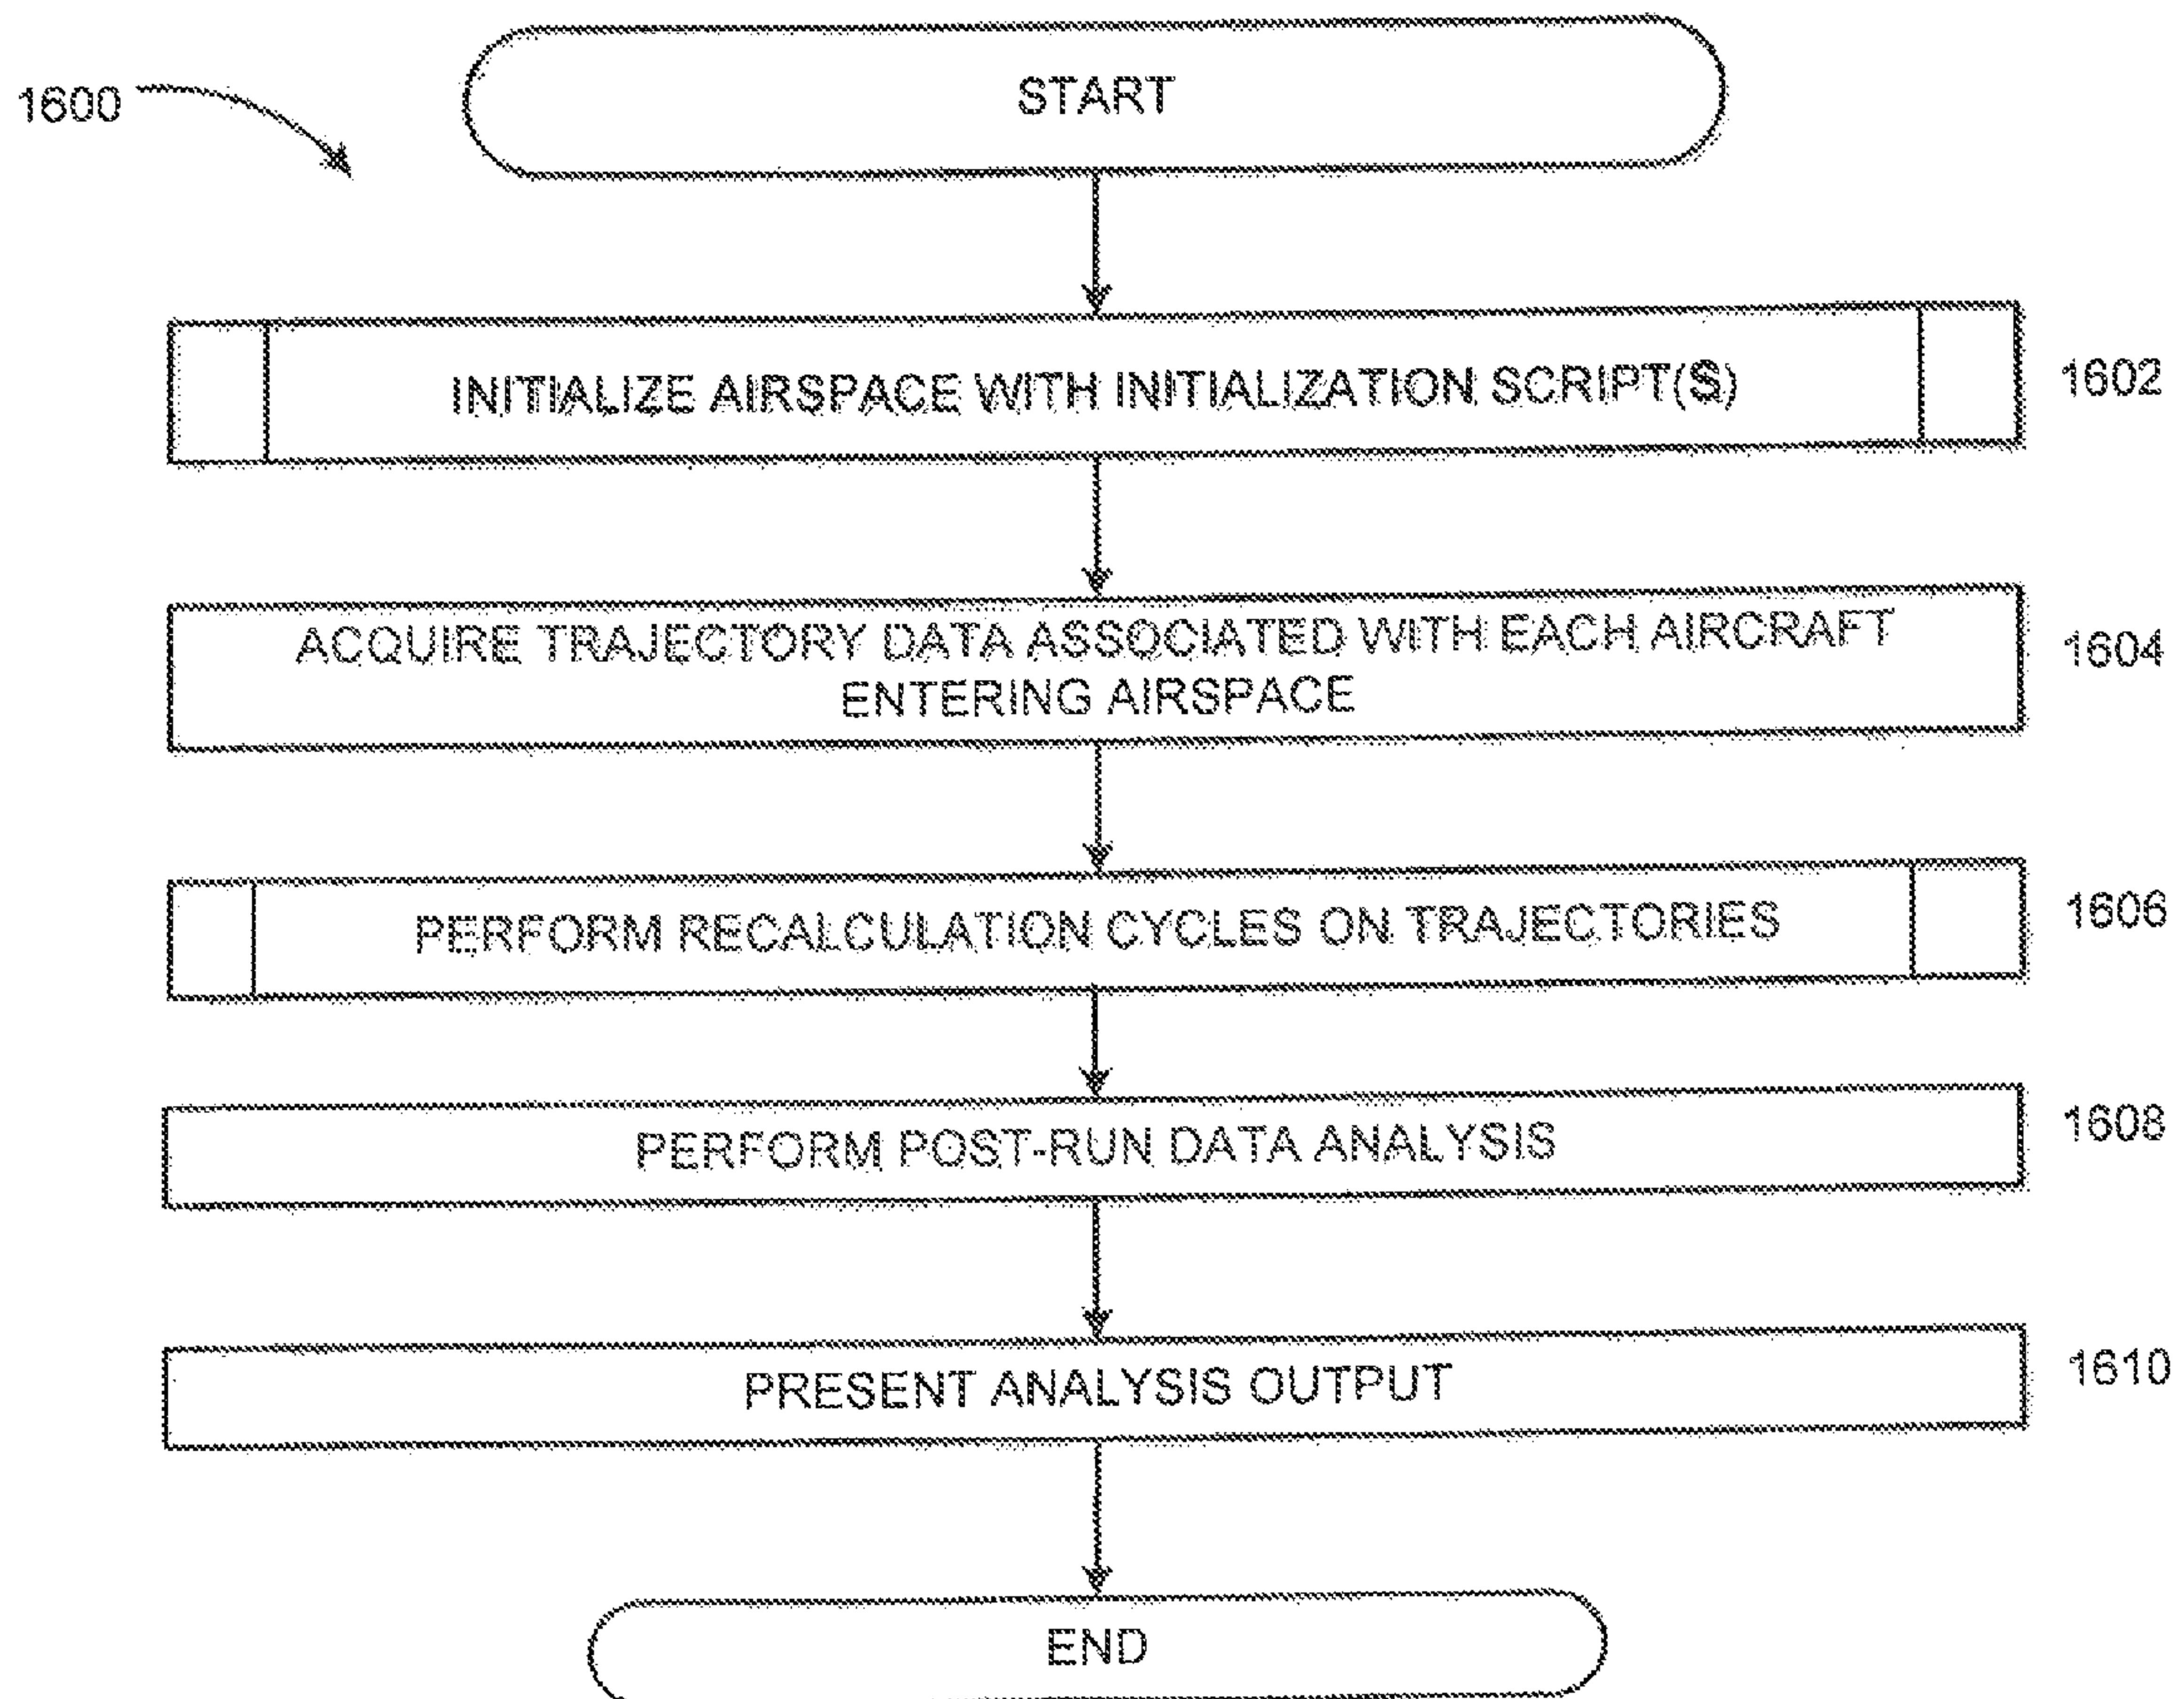 1600
START
INITIALIZE AIRSPACE WITH INITIALIZATION SCRIPT(S)
1602
ACQUIRE TRAJECTORY DATA ASSOCIATED WITH EACH AIRCRAFT
ENTERING AIRSPACE
1604
PERFORM RECALCULATION CYCLES ON TRAJECTORIES
1606
PERFORM POST-RUN DATA ANALYSIS
1608
PRESENT ANALYSIS OUTPUT
1610
END